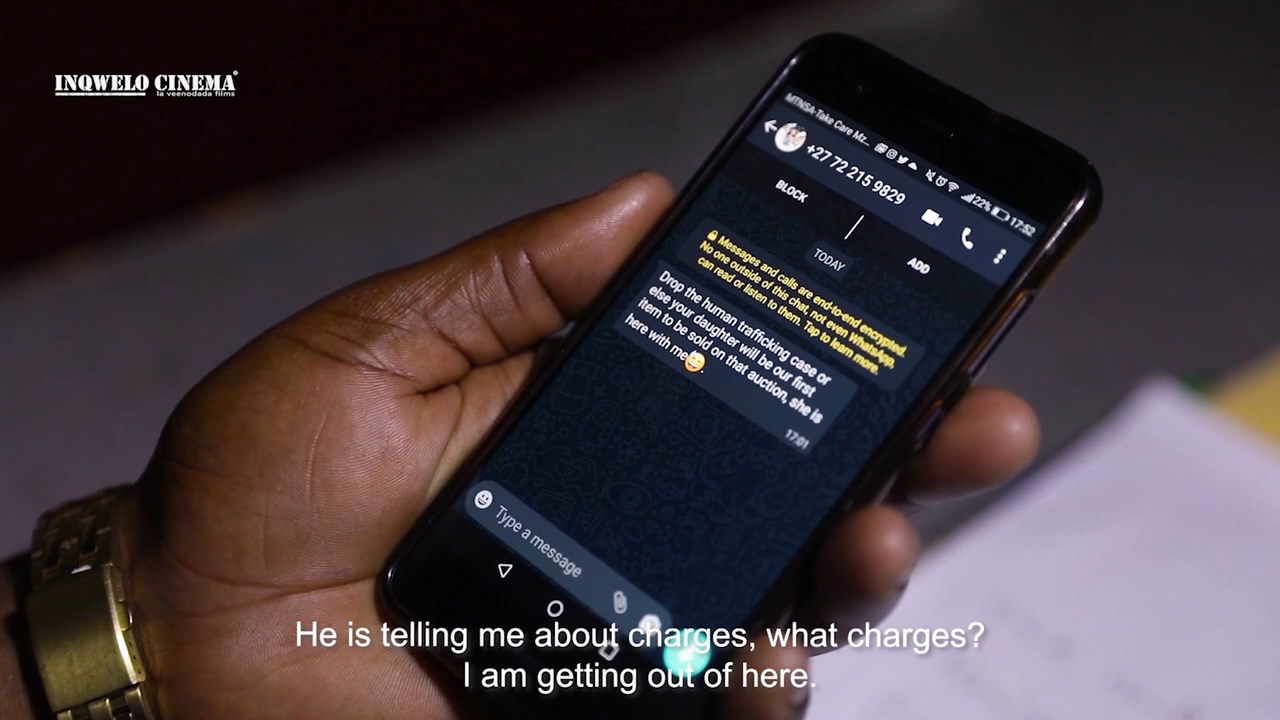 INQWELO CINEMA
la veenodada films
MTNSA-Take Care Mz... 22% 17:52
+27 72 215 9829
BLOCK
ADD
TODAY
Messages and calls are end-to-end encrypted.
No one outside of this chat, not even WhatsApp,
can read or listen to them. Tap to learn more.
Drop the human trafficking case or
else your daughter will be our first
item to be sold on that auction, she is
here with me😅.
17:01
Type a message
He is telling me about charges, what charges?
I am getting out of here.